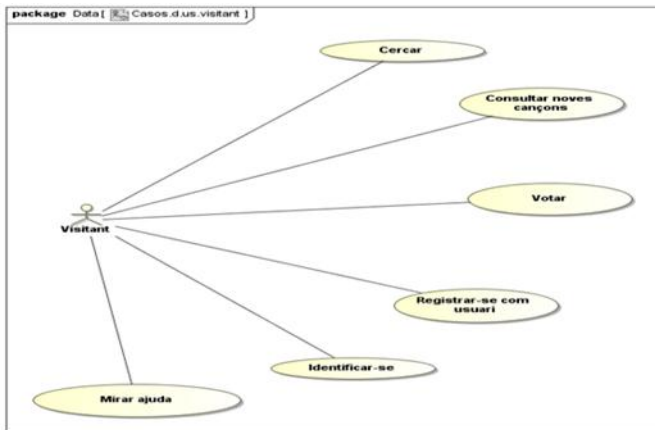 package Data[ Casos.d.us.visitant ]
Cercar
Consultar noves
cançons
Votar
Visitant
Registrar-se com
usuari
Identificar-se
Mirar ajuda